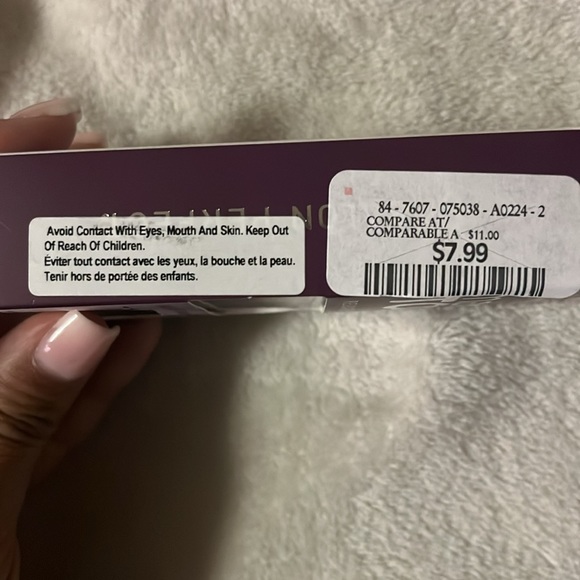 Avoid Contact With Eyes, Mouth And Skin. Keep Out
Of Reach Of Children.
Éviter tout contact avec les yeux, la bouche et la peau.
Tenir hors de portée des enfants.
84 - 7607 - 075038 - A0224 - 2
COMPARE AT/
COMPARABLE A $11.00
$7.99